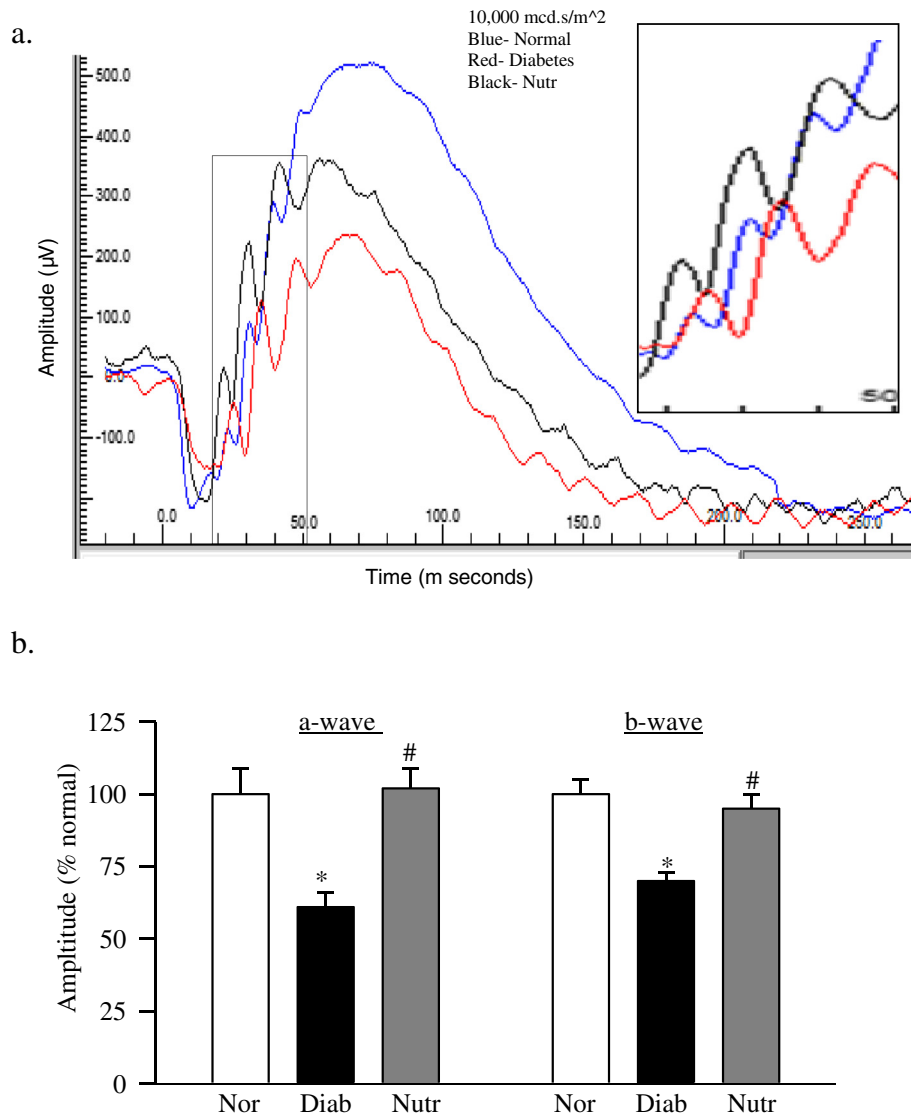 a.
10,000 mcd.s/m^2
Blue- Normal
Red- Diabetes
Black- Nutr
500.0
400.0
300.0
200.0
100.0
0.0
-100.0
Amplitude (µV)
0.0 50.0 100.0 150.0 200.0 250.0
so
Time (m seconds)
b.
a-wave b-wave
125
100
75
50
25
0
Ampltitude (% normal)
# #
* *
Nor Diab Nutr Nor Diab Nutr